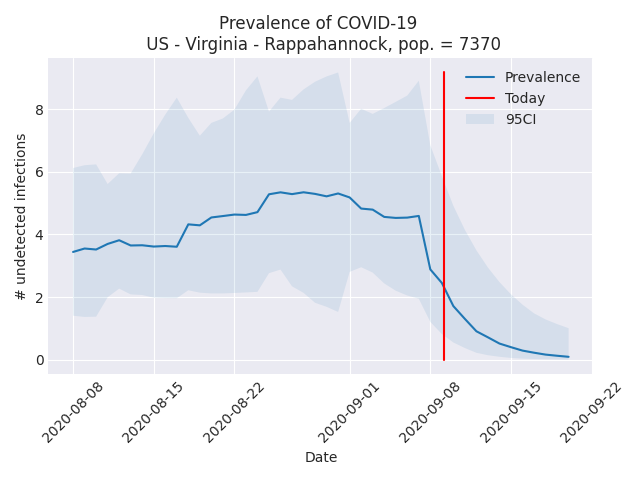 Prevalence of COVID-19
US - Virginia - Rappahannock, pop. = 7370
# undetected infections
8
6
4
2
0
Prevalence
Today
95CI
2020-08-08
2020-08-15
2020-08-22
2020-09-01
2020-09-08
2020-09-15
2020-09-22
Date